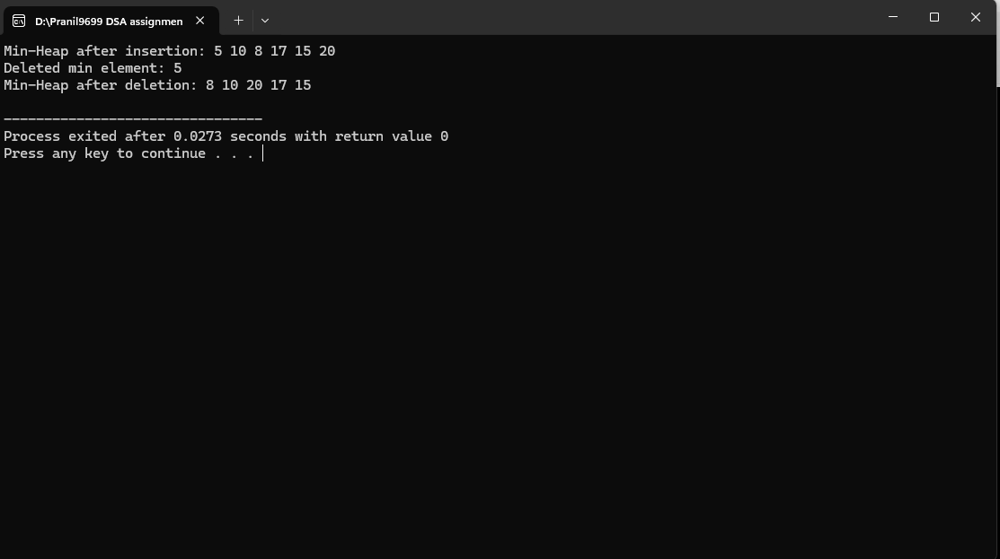 D:\Pranil9699 DSA assignmen
Min-Heap after insertion: 5 10 8 17 15 20
Deleted min element: 5
Min-Heap after deletion: 8 10 20 17 15
--------------------------------
Process exited after 0.0273 seconds with return value 0
Press any key to continue . . .